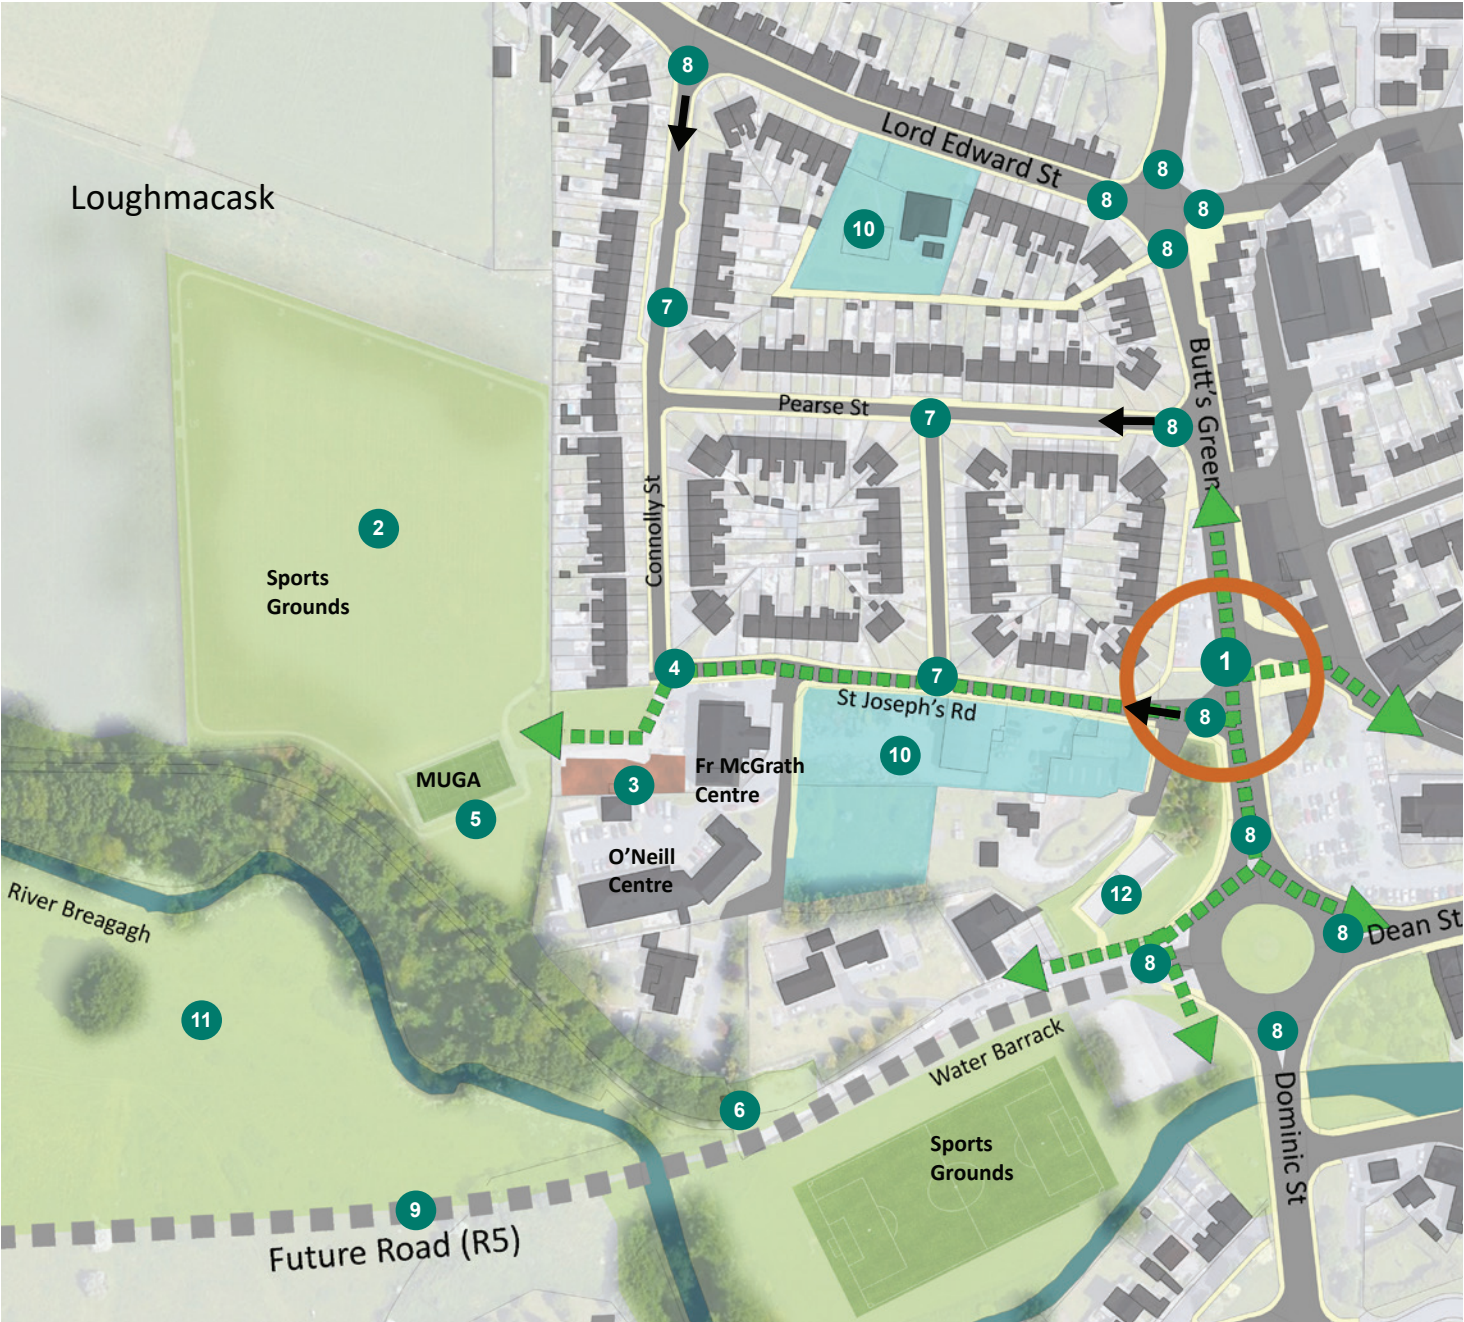 8
Lord Edward St
8
Loughmacask
8
8
10
8
7
Butt's Green
Pearse St
7
8
Connolly St
2
Sports
Grounds
1
4
7
St Joseph's Rd
8
10
Fr McGrath
Centre
MUGA
3
5
8
O'Neill
Centre
12
River Breagagh
8
Dean St
8
11
8
Water Barrack
6
Dominic St
Sports
Grounds
9
Future Road (R5)